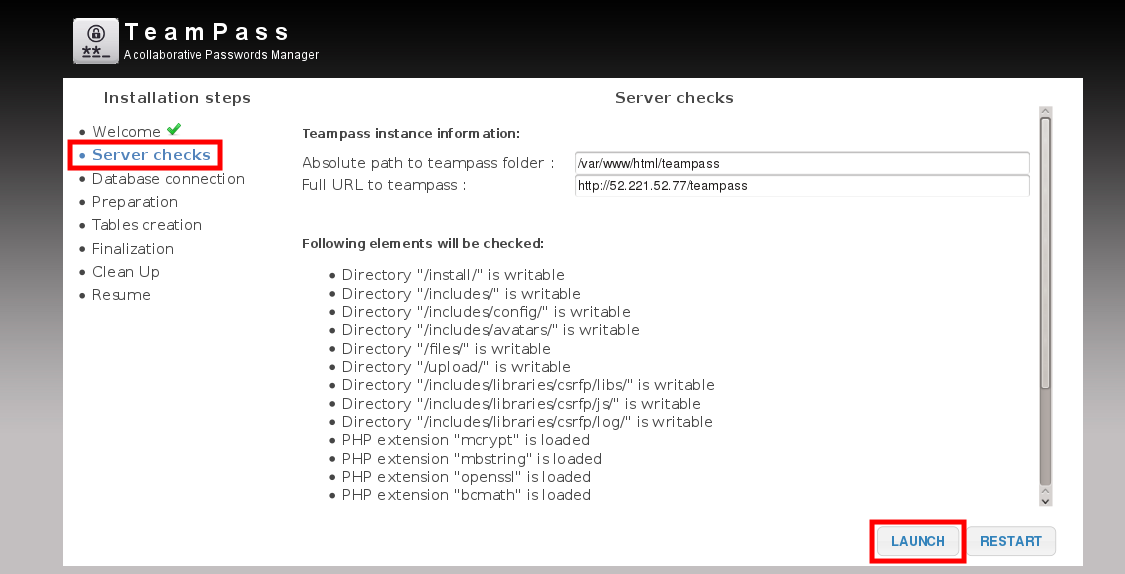 TeamPass
A collaborative Passwords Manager
Installation steps
Welcome
Server checks
Database connection
Preparation
Tables creation
Finalization
Clean Up
Resume
Server checks
Teampass instance information:
Absolute path to teampass folder : /var/www/html/teampass
Full URL to teampass : http://52.221.52.77/teampass
Following elements will be checked:
Directory "/install/" is writable
Directory "/includes/" is writable
Directory "/includes/config/" is writable
Directory "/includes/avatars/" is writable
Directory "/files/" is writable
Directory "/upload/" is writable
Directory "/includes/libraries/csrfp/libs/" is writable
Directory "/includes/libraries/csrfp/js/" is writable
Directory "/includes/libraries/csrfp/log/" is writable
PHP extension "mcrypt" is loaded
PHP extension "mbstring" is loaded
PHP extension "openssl" is loaded
PHP extension "bcmath" is loaded
LAUNCH RESTART